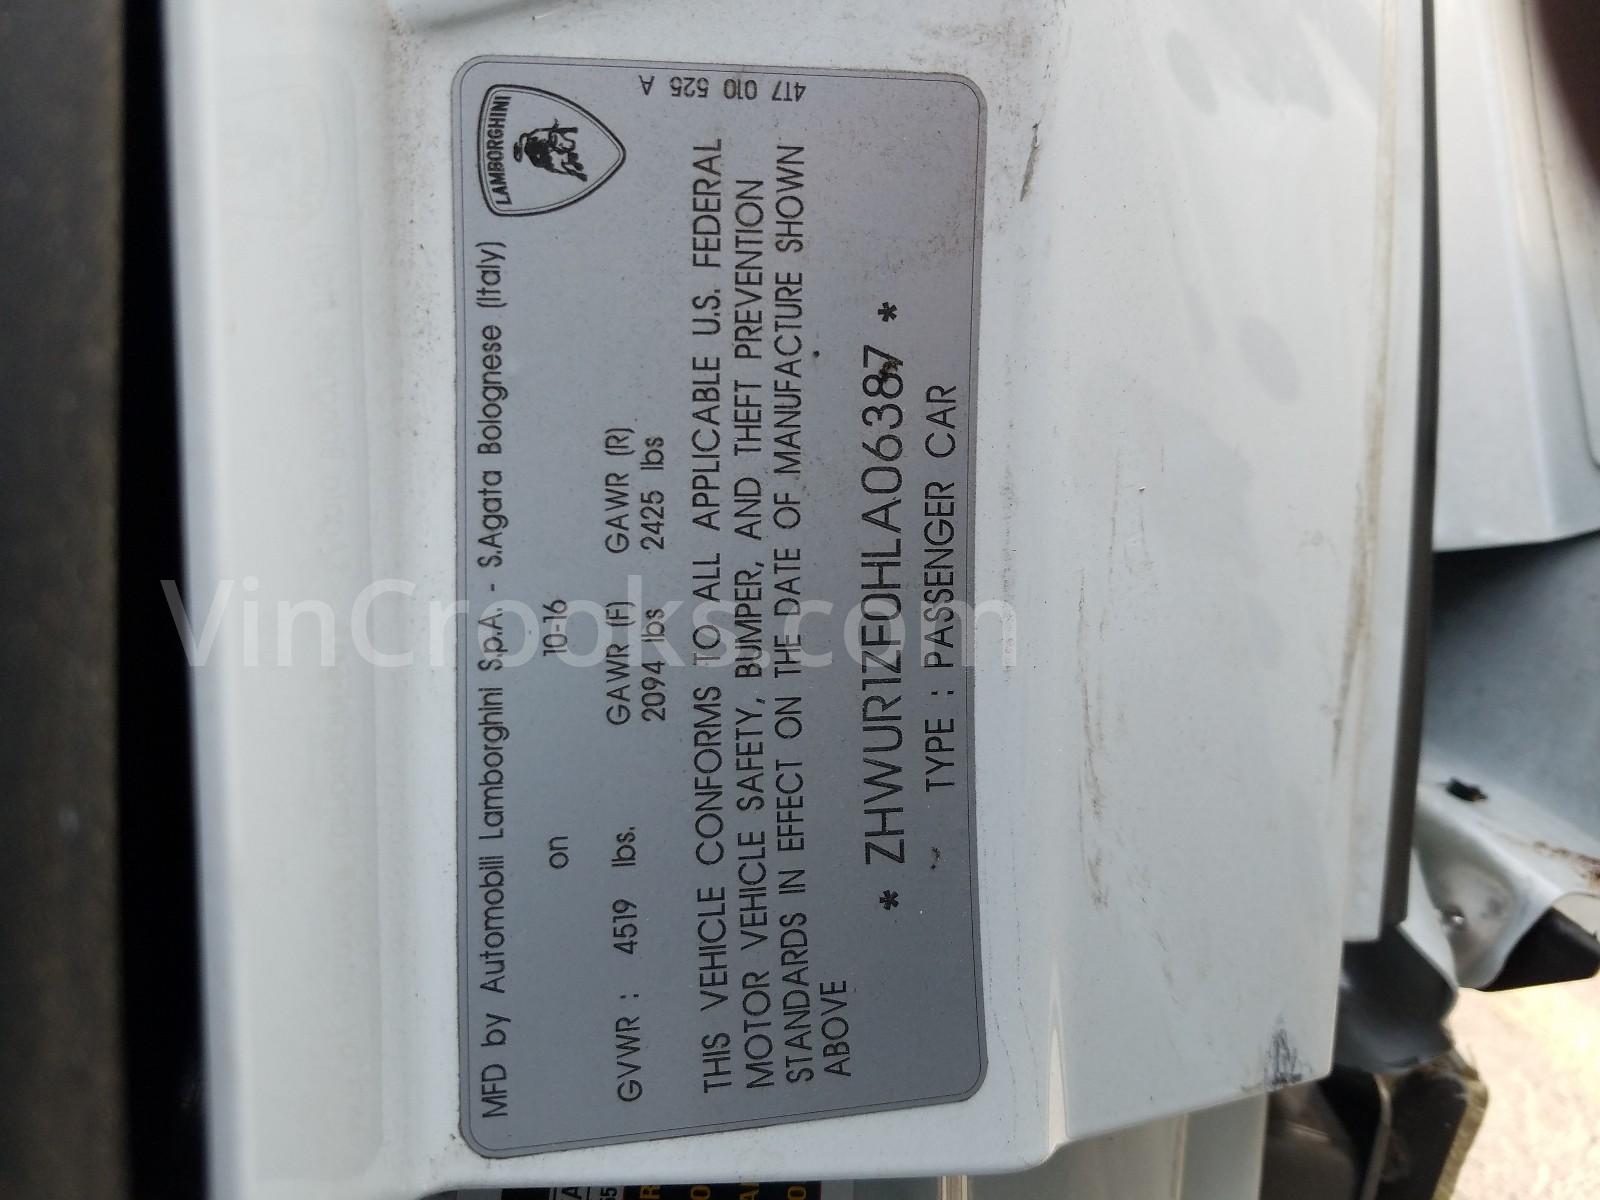 MFD by Automobili Lamborghini S.p.A. - S.Agata Bolognese (Italy)
LAMBORGHINI
on 10-16
GVWR : 4519 lbs. GAWR (F) GAWR (R)
2094 lbs 2425 lbs
THIS VEHICLE CONFORMS TO ALL APPLICABLE U.S. FEDERAL
MOTOR VEHICLE SAFETY, BUMPER, AND THEFT PREVENTION
STANDARDS IN EFFECT ON THE DATE OF MANUFACTURE SHOWN
ABOVE
* ZHWUR1ZF0HLA06387 *
TYPE : PASSENGER CAR
4T7 010 525 A
VinCrooks.com